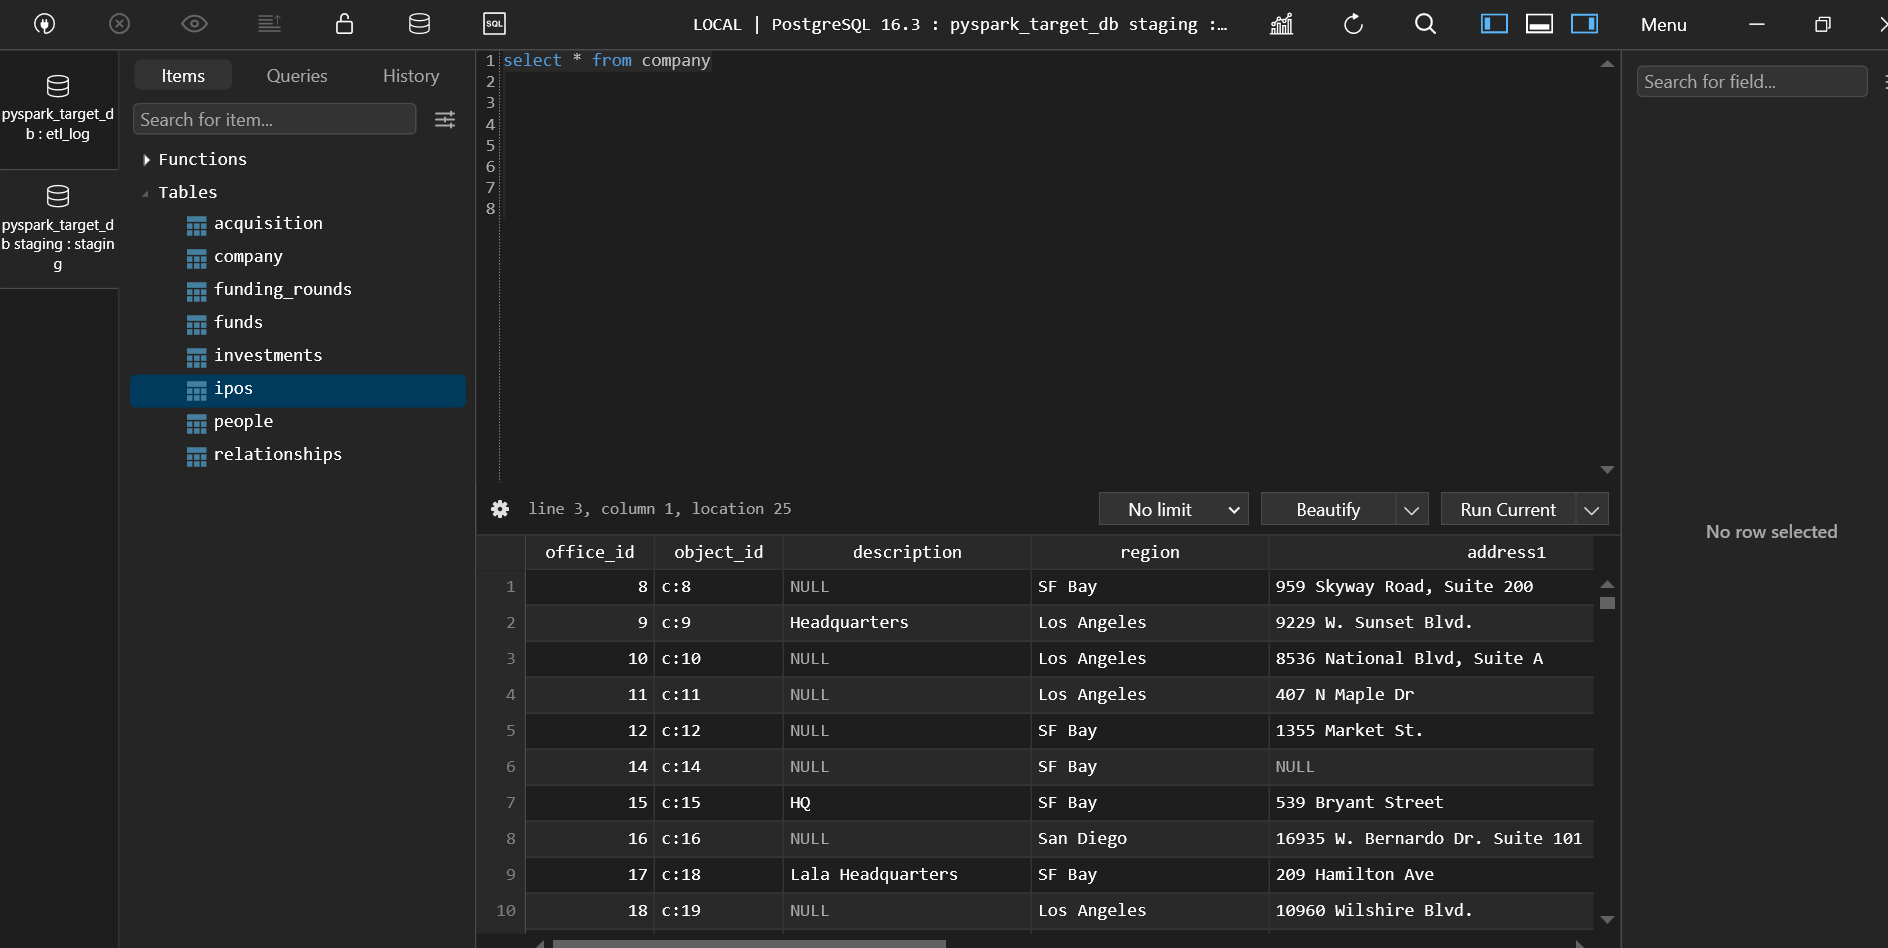 SQL
LOCAL | PostgreSQL 16.3 : pyspark_target_db staging :…
Menu
pyspark_target_d
b : etl_log
pyspark_target_d
b staging : stagin
g
Items Queries History
Search for item...
Functions
Tables
acquisition
company
funding_rounds
funds
investments
ipos
people
relationships
1 select * from company
2
3
4
5
6
7
8
line 3, column 1, location 25
No limit Beautify Run Current
office_id object_id description region address1
1 8 c:8 NULL SF Bay 959 Skyway Road, Suite 200
2 9 c:9 Headquarters Los Angeles 9229 W. Sunset Blvd.
3 10 c:10 NULL Los Angeles 8536 National Blvd, Suite A
4 11 c:11 NULL Los Angeles 407 N Maple Dr
5 12 c:12 NULL SF Bay 1355 Market St.
6 14 c:14 NULL SF Bay NULL
7 15 c:15 HQ SF Bay 539 Bryant Street
8 16 c:16 NULL San Diego 16935 W. Bernardo Dr. Suite 101
9 17 c:18 Lala Headquarters SF Bay 209 Hamilton Ave
10 18 c:19 NULL Los Angeles 10960 Wilshire Blvd.
Search for field...
No row selected